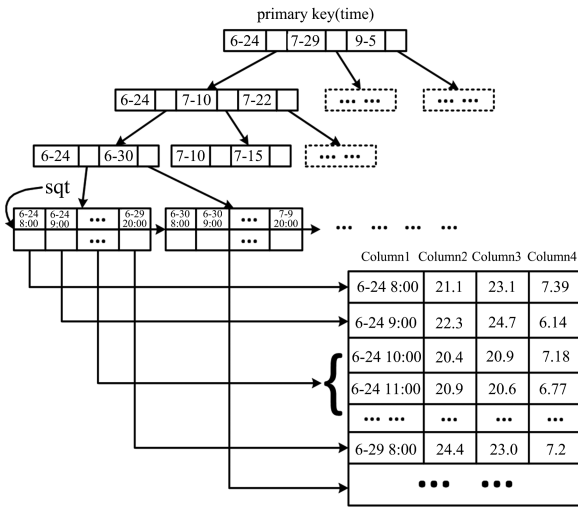 primary key(time)
6-24 7-29 9-5
6-24 7-10 7-22 ... ... ... ...
6-24 6-30 7-10 7-15 ... ...
sqt
6-24 8:00 6-24 9:00 ... 6-29 20:00 6-30 8:00 6-30 9:00 ... 7-9 20:00
... ... ... ... ...
... ...
Column1 Column2 Column3 Column4
6-24 8:00 21.1 23.1 7.39
6-24 9:00 22.3 24.7 6.14
6-24 10:00 20.4 20.9 7.18
{
6-24 11:00 20.9 20.6 6.77
... ... ... ... ...
6-29 8:00 24.4 23.0 7.2
... ...